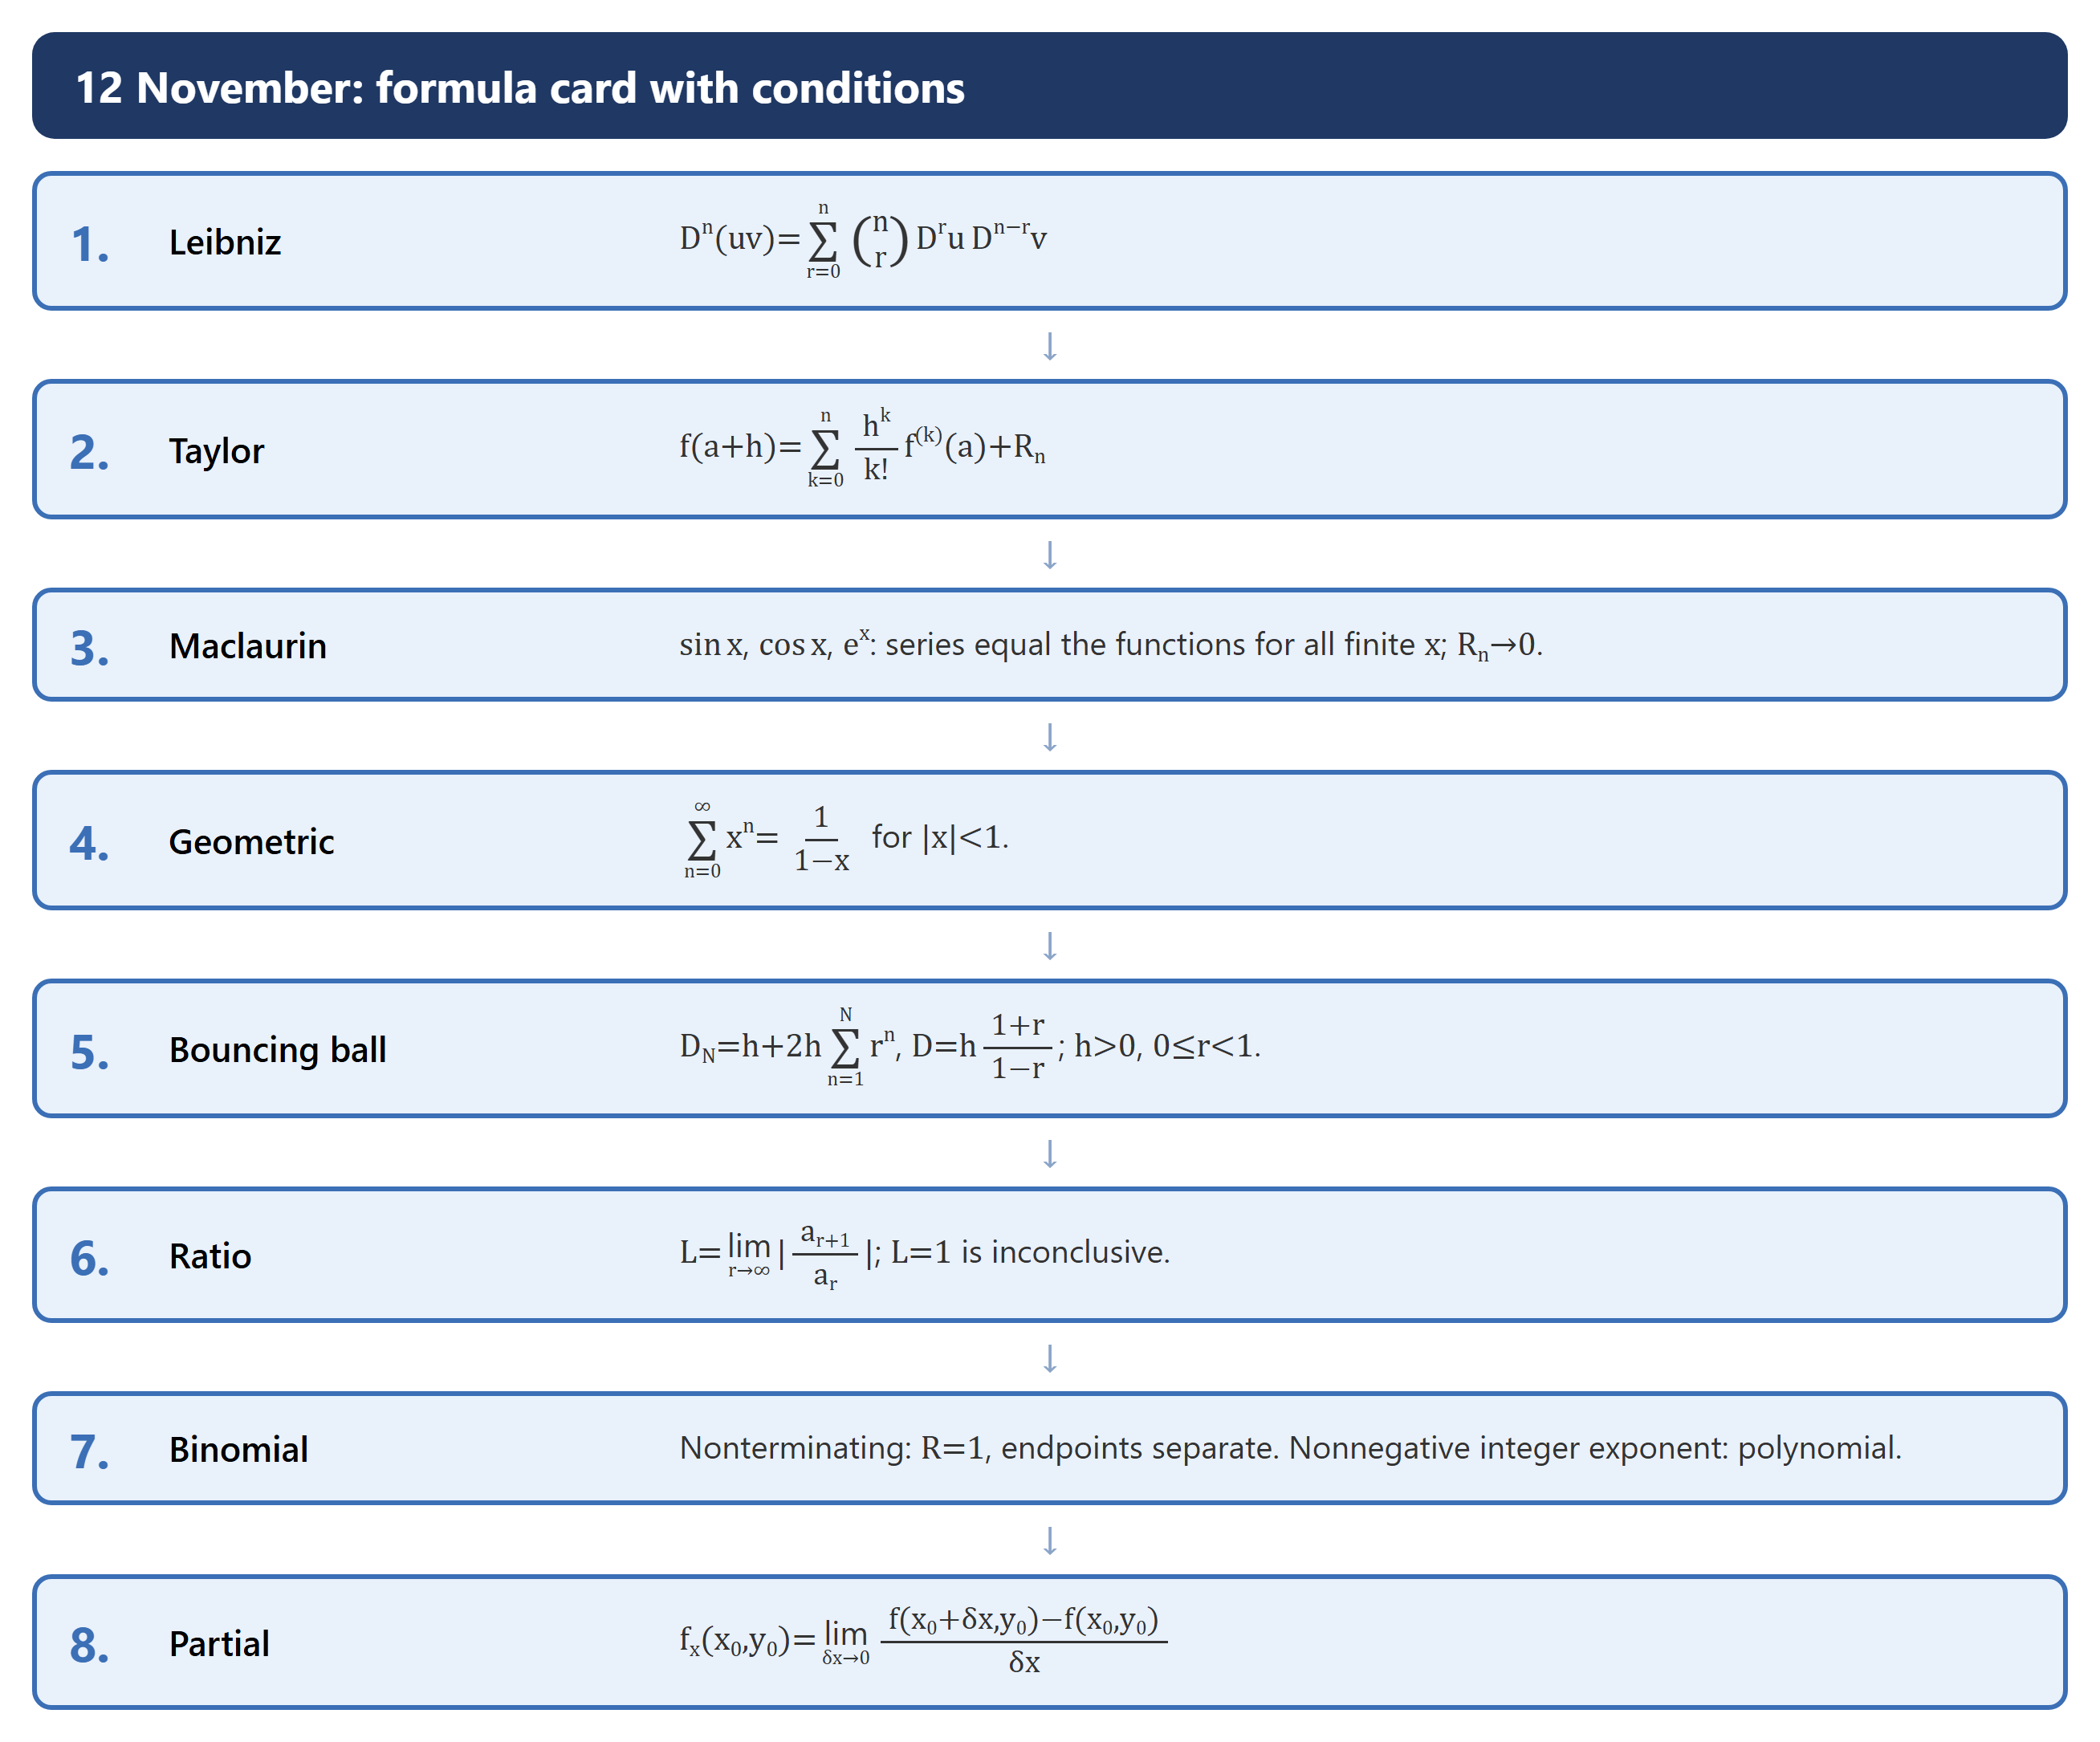 12 November: formula card with conditions
1. Leibniz Dⁿ(uv)=∑_{r=0}^{n} (n r) Dʳu Dⁿ⁻ʳv
↓
2. Taylor f(a+h)=∑_{k=0}^{n} h^k/k! f^{(k)}(a)+Rₙ
↓
3. Maclaurin sin x, cos x, eˣ: series equal the functions for all finite x; Rₙ→0.
↓
4. Geometric ∑_{n=0}^{∞} xⁿ= 1/(1−x) for |x|<1.
↓
5. Bouncing ball D_N=h+2h ∑_{n=1}^{N} rⁿ, D=h (1+r)/(1−r); h>0, 0≤r<1.
↓
6. Ratio L=lim_{r→∞} |a_{r+1}/a_r|; L=1 is inconclusive.
↓
7. Binomial Nonterminating: R=1, endpoints separate. Nonnegative integer exponent: polynomial.
↓
8. Partial fₓ(x₀,y₀)=lim_{δx→0} (f(x₀+δx,y₀)−f(x₀,y₀))/δx